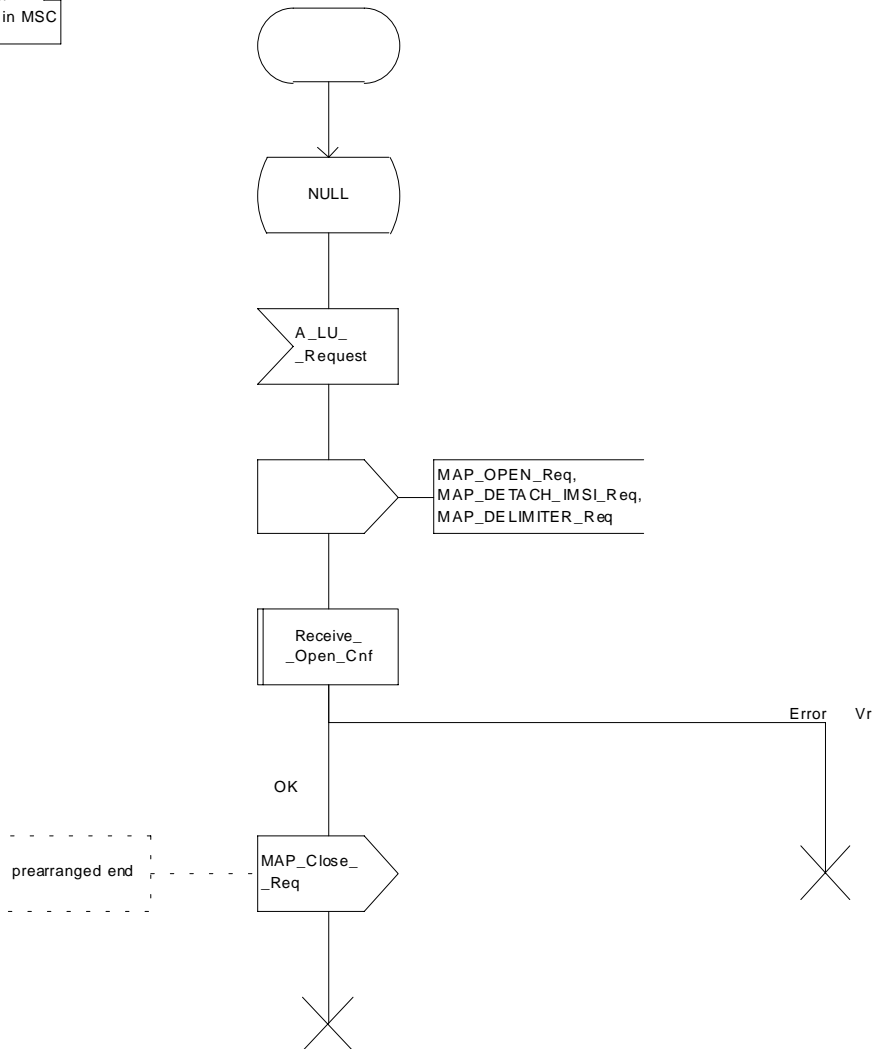 in MSC
NULL
A_LU_
_Request
MAP_OPEN_Req,
MAP_DETACH_IMSI_Req,
MAP_DELIMITER_Req
Receive_
_Open_Cnf
Error Vr
OK
prearranged end
MAP_Close_
_Req